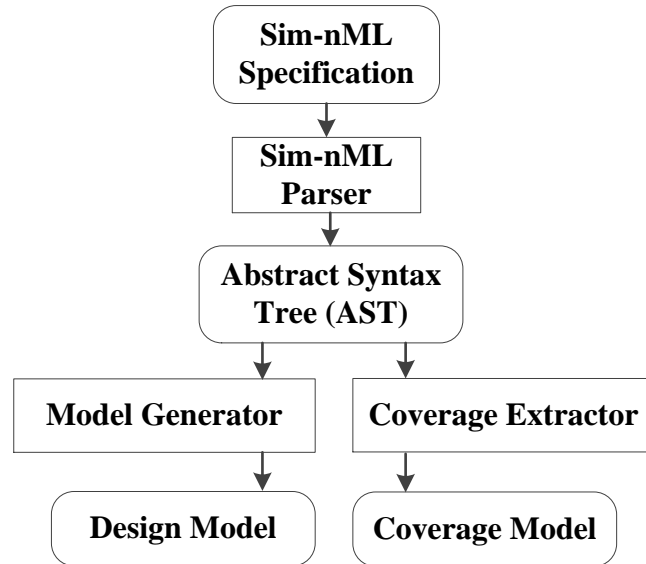 Sim-nML
Specification
Sim-nML
Parser
Abstract Syntax
Tree (AST)
Model Generator
Coverage Extractor
Design Model
Coverage Model